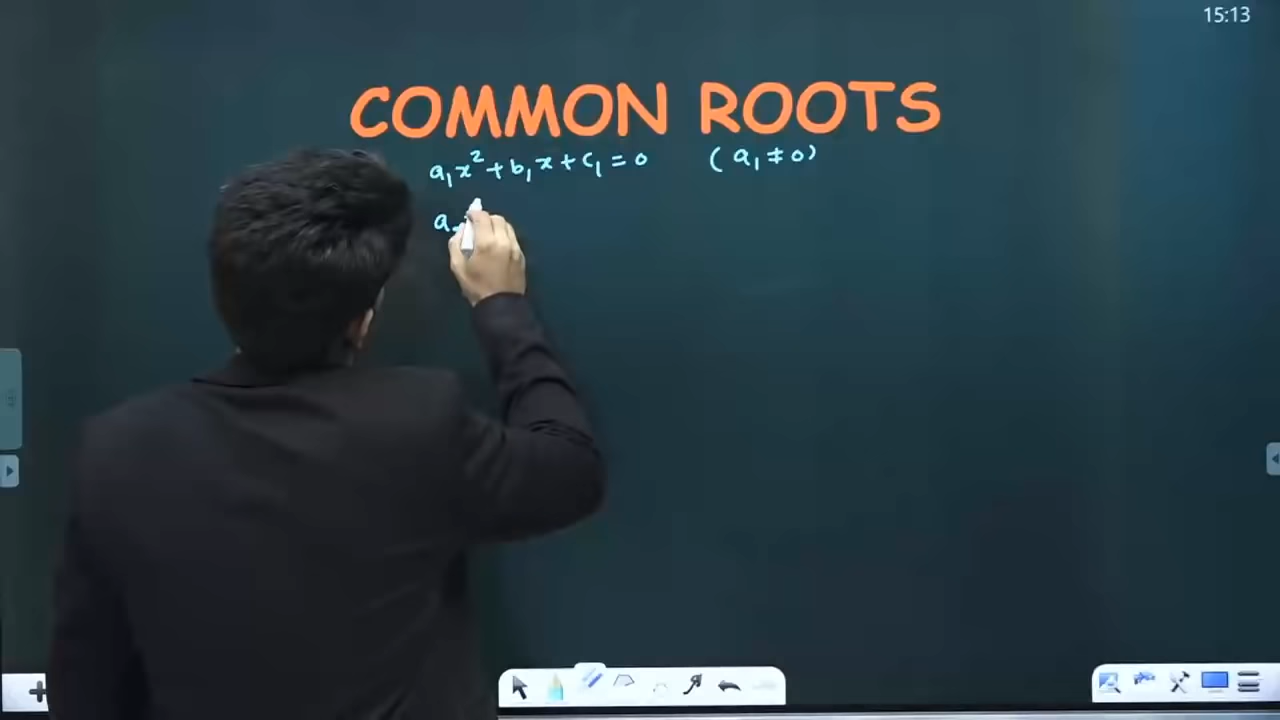 15:13
COMMON ROOTS
a₁x² + b₁x + c₁ = 0 (a₁ ≠ 0)
a